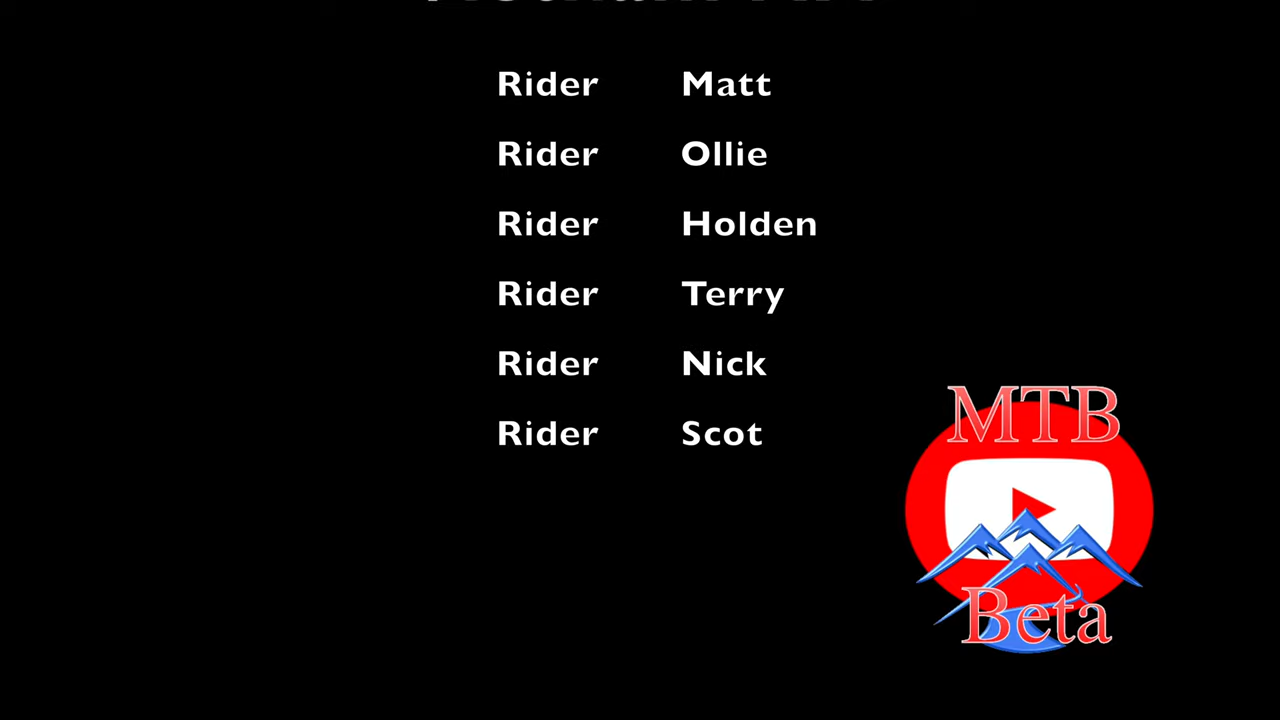 Rider Matt
Rider Ollie
Rider Holden
Rider Terry
Rider Nick
Rider Scot
MTB
Beta